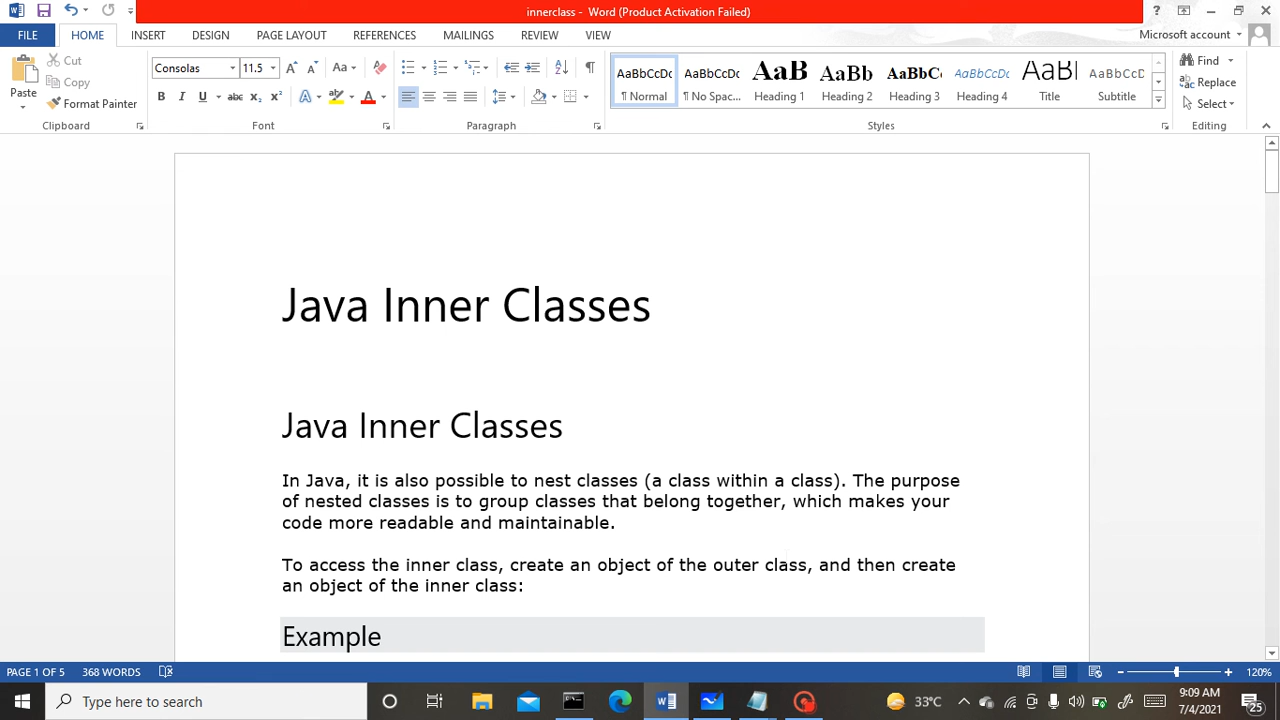 innerclass - Word (Product Activation Failed)
?
FILE HOME INSERT DESIGN PAGE LAYOUT REFERENCES MAILINGS REVIEW VIEW Microsoft account
Paste
Cut
Copy
Format Painter
Clipboard
Consolas 11.5 Aa
B I U abc x₂ x² A ab A
Font
Paragraph
AaBbCcDc AaBbCcDc AaB AaBb AaBbC AaBbCcDc AaBl AaBbCcDc
¶ Normal ¶ No Spac... Heading 1 Heading 2 Heading 3 Heading 4 Title Subtitle
Styles
Find
Replace
Select
Editing
Java Inner Classes
Java Inner Classes
In Java, it is also possible to nest classes (a class within a class). The purpose
of nested classes is to group classes that belong together, which makes your
code more readable and maintainable.
To access the inner class, create an object of the outer class, and then create
an object of the inner class:
Example
PAGE 1 OF 5 368 WORDS 120%
Type here to search
33°C
9:09 AM
7/4/2021
25